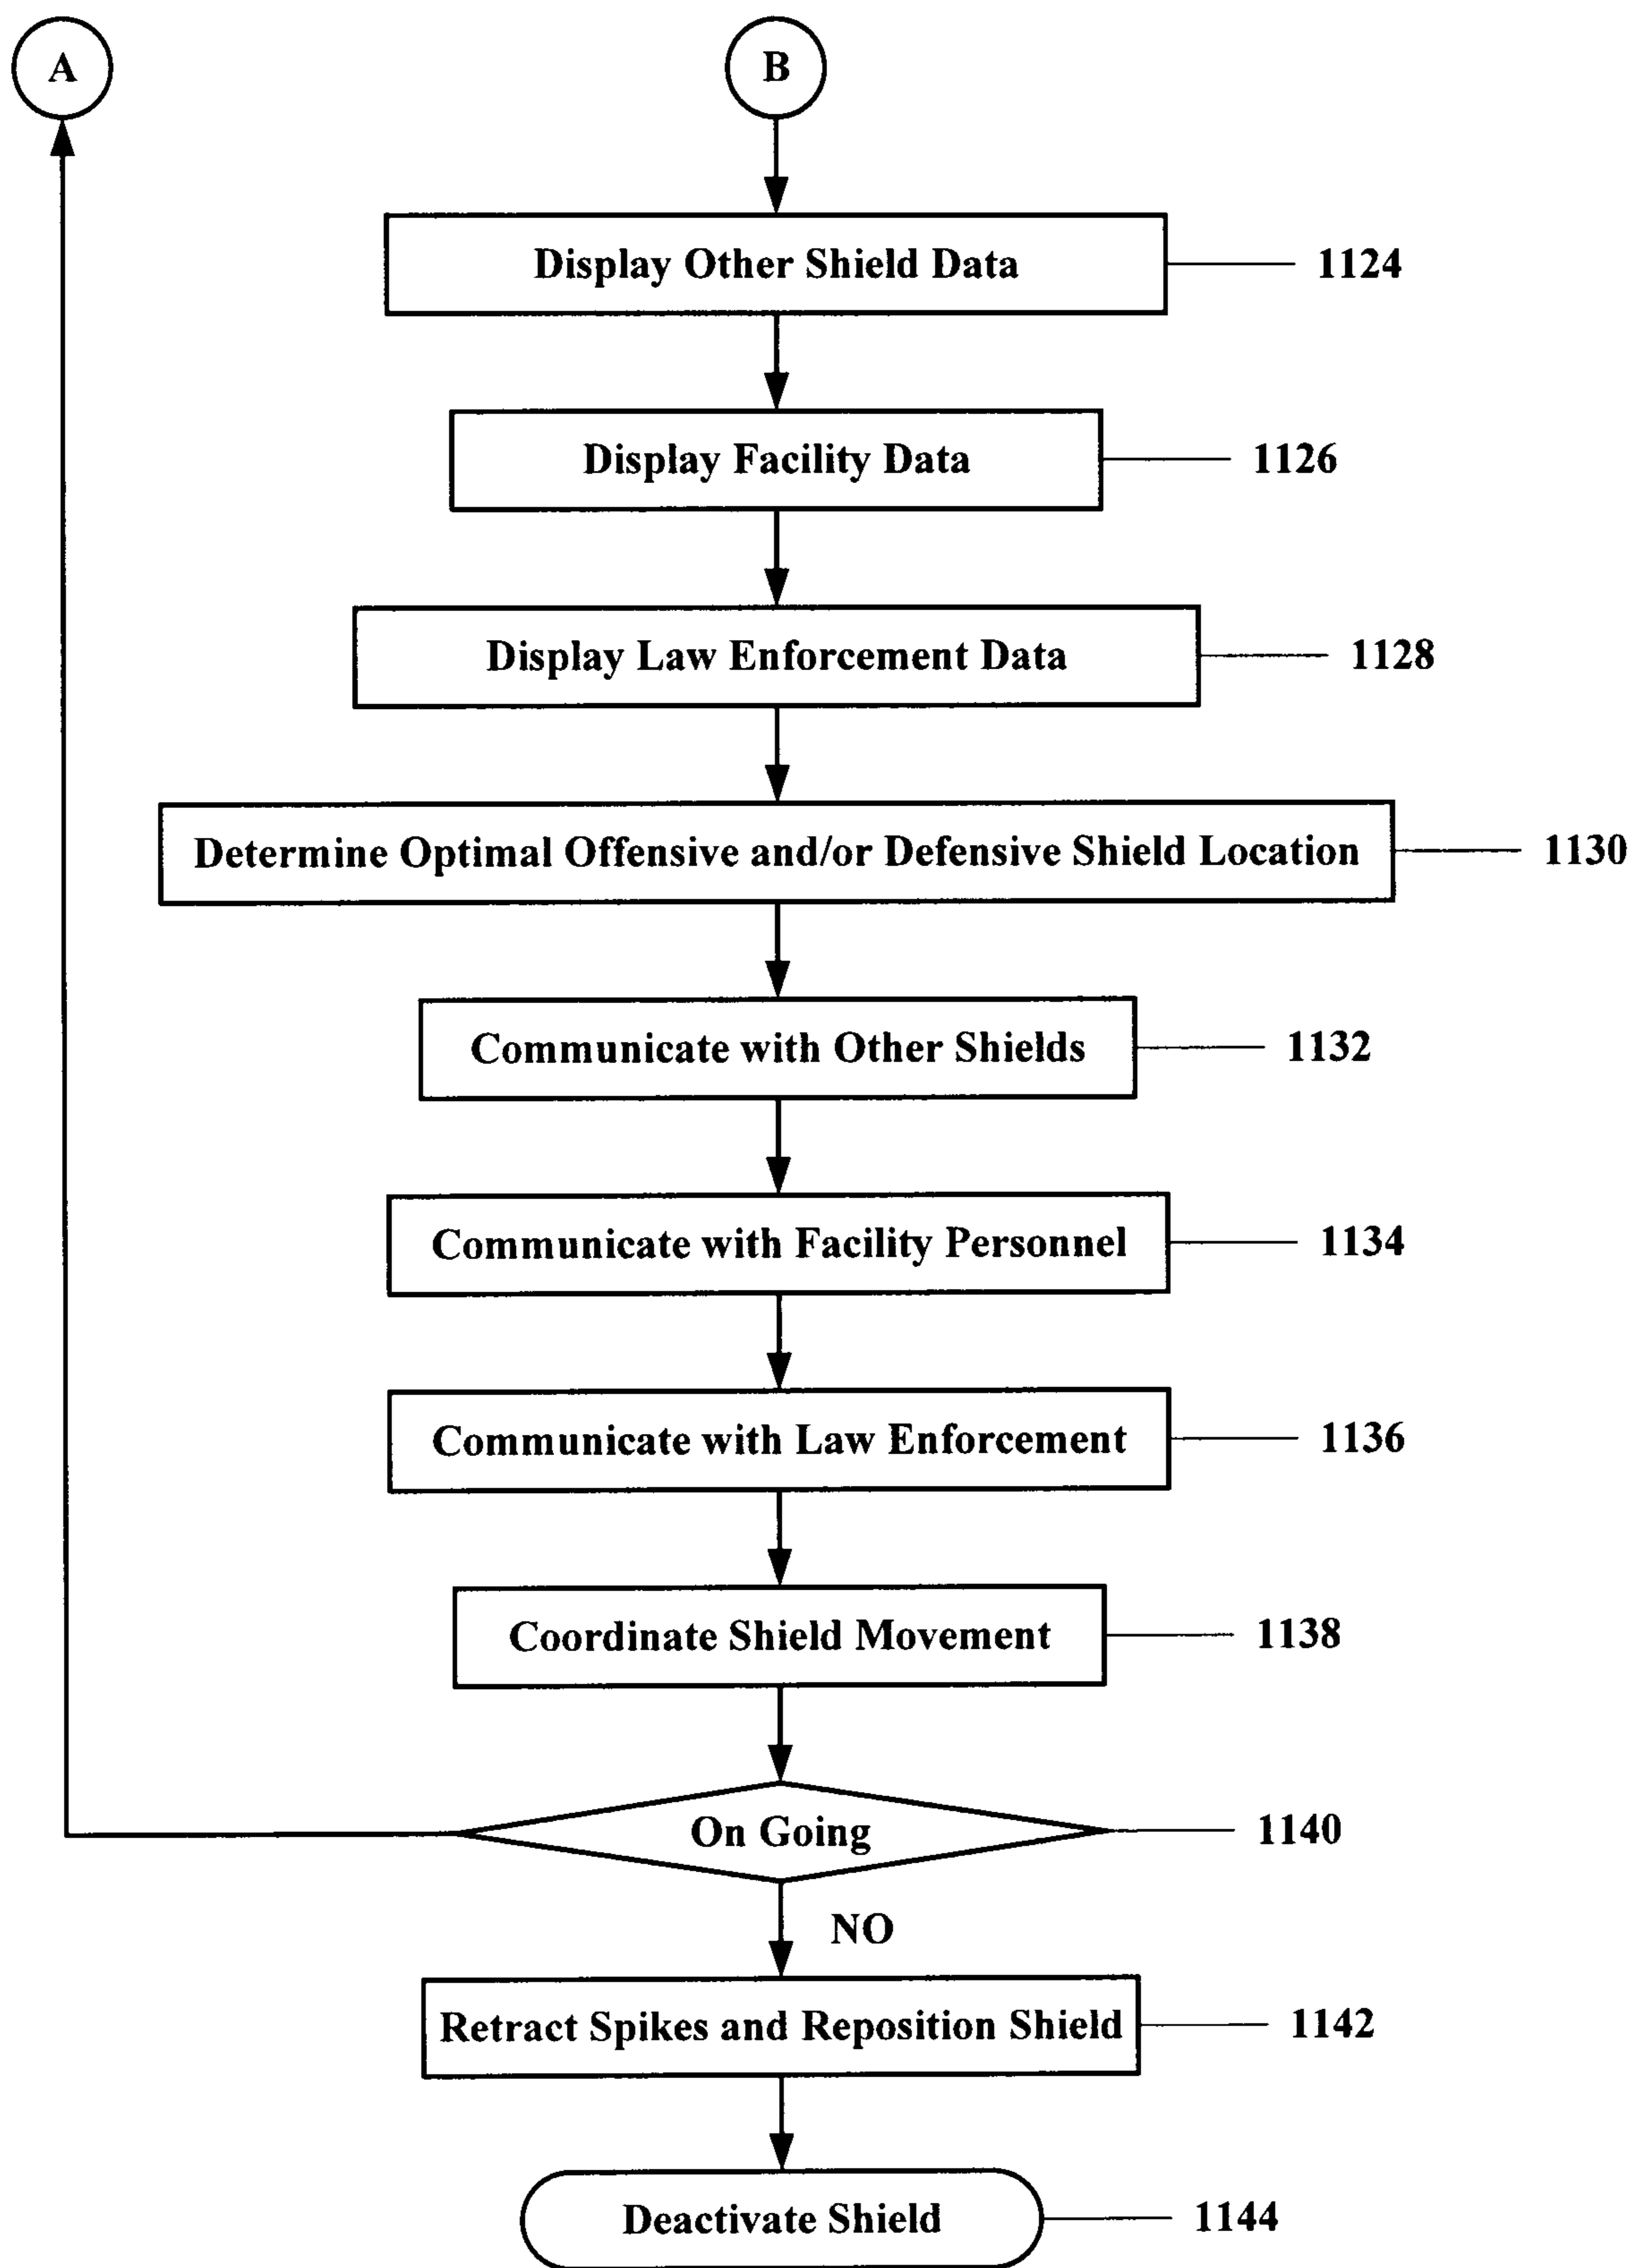 A
B
Display Other Shield Data
1124
Display Facility Data
1126
Display Law Enforcement Data
1128
Determine Optimal Offensive and/or Defensive Shield Location
1130
Communicate with Other Shields
1132
Communicate with Facility Personnel
1134
Communicate with Law Enforcement
1136
Coordinate Shield Movement
1138
On Going
1140
NO
Retract Spikes and Reposition Shield
1142
Deactivate Shield
1144